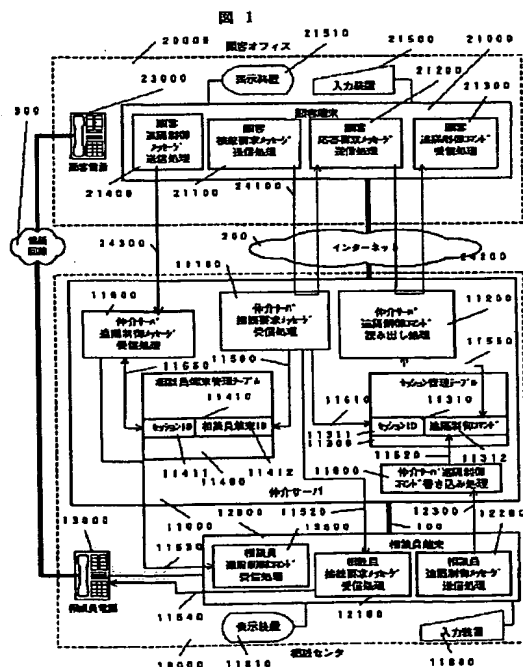 図 1
20000
21510
21500
21000
顧客オフィス
23000
表示装置
入力装置
21200
21300
300
顧客端末
顧客
遠隔制御
メッセージ
送信処理
顧客
接続要求メッセージ
送信処理
顧客
応答要求メッセージ
受信処理
顧客
遠隔制御コマンド
受信処理
顧客電話
21400
21100
24100
24300
200
インターネット
24200
電話
回線
11100
仲介サーバ
遠隔制御メッセージ
受信処理
仲介サーバ
接続要求メッセージ
受信処理
仲介サーバ
遠隔制御コマンド
読み出し処理
11200
11550
相談員端末管理テーブル
11410
セッションID
相談員端末ID
セッション管理テーブル
11310
セッションID
遠隔制御コマンド
11610
11311
11312
11411
11412
11400
11520
仲介サーバ遠隔制御
コマンド書き込み処理
仲介サーバ
11520
12300
100
相談員端末
相談員
遠隔制御コマンド
受信処理
相談員
接続要求メッセージ
受信処理
相談員
遠隔制御メッセージ
送信処理
11530
相談員電話
11540
12100
表示装置
入力装置
相談センタ
10000
11810